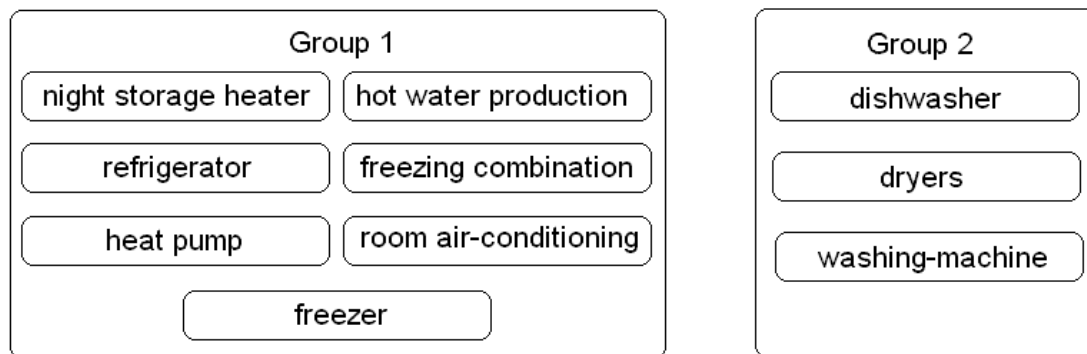 Group 1
night storage heater
hot water production
refrigerator
freezing combination
heat pump
room air-conditioning
freezer
Group 2
dishwasher
dryers
washing-machine